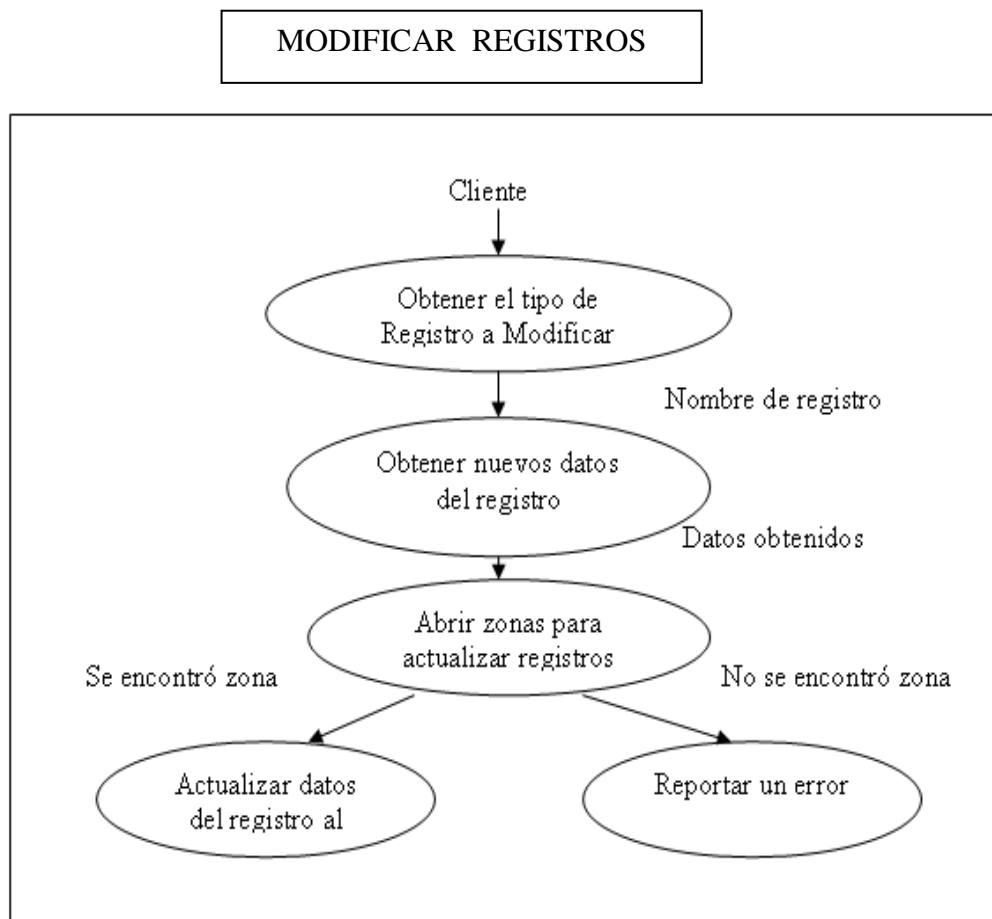 MODIFICAR REGISTROS
Cliente
Obtener el tipo de
Registro a Modificar
Nombre de registro
Obtener nuevos datos
del registro
Datos obtenidos
Abrir zonas para
actualizar registros
Se encontró zona
No se encontró zona
Actualizar datos
del registro al
Reportar un error